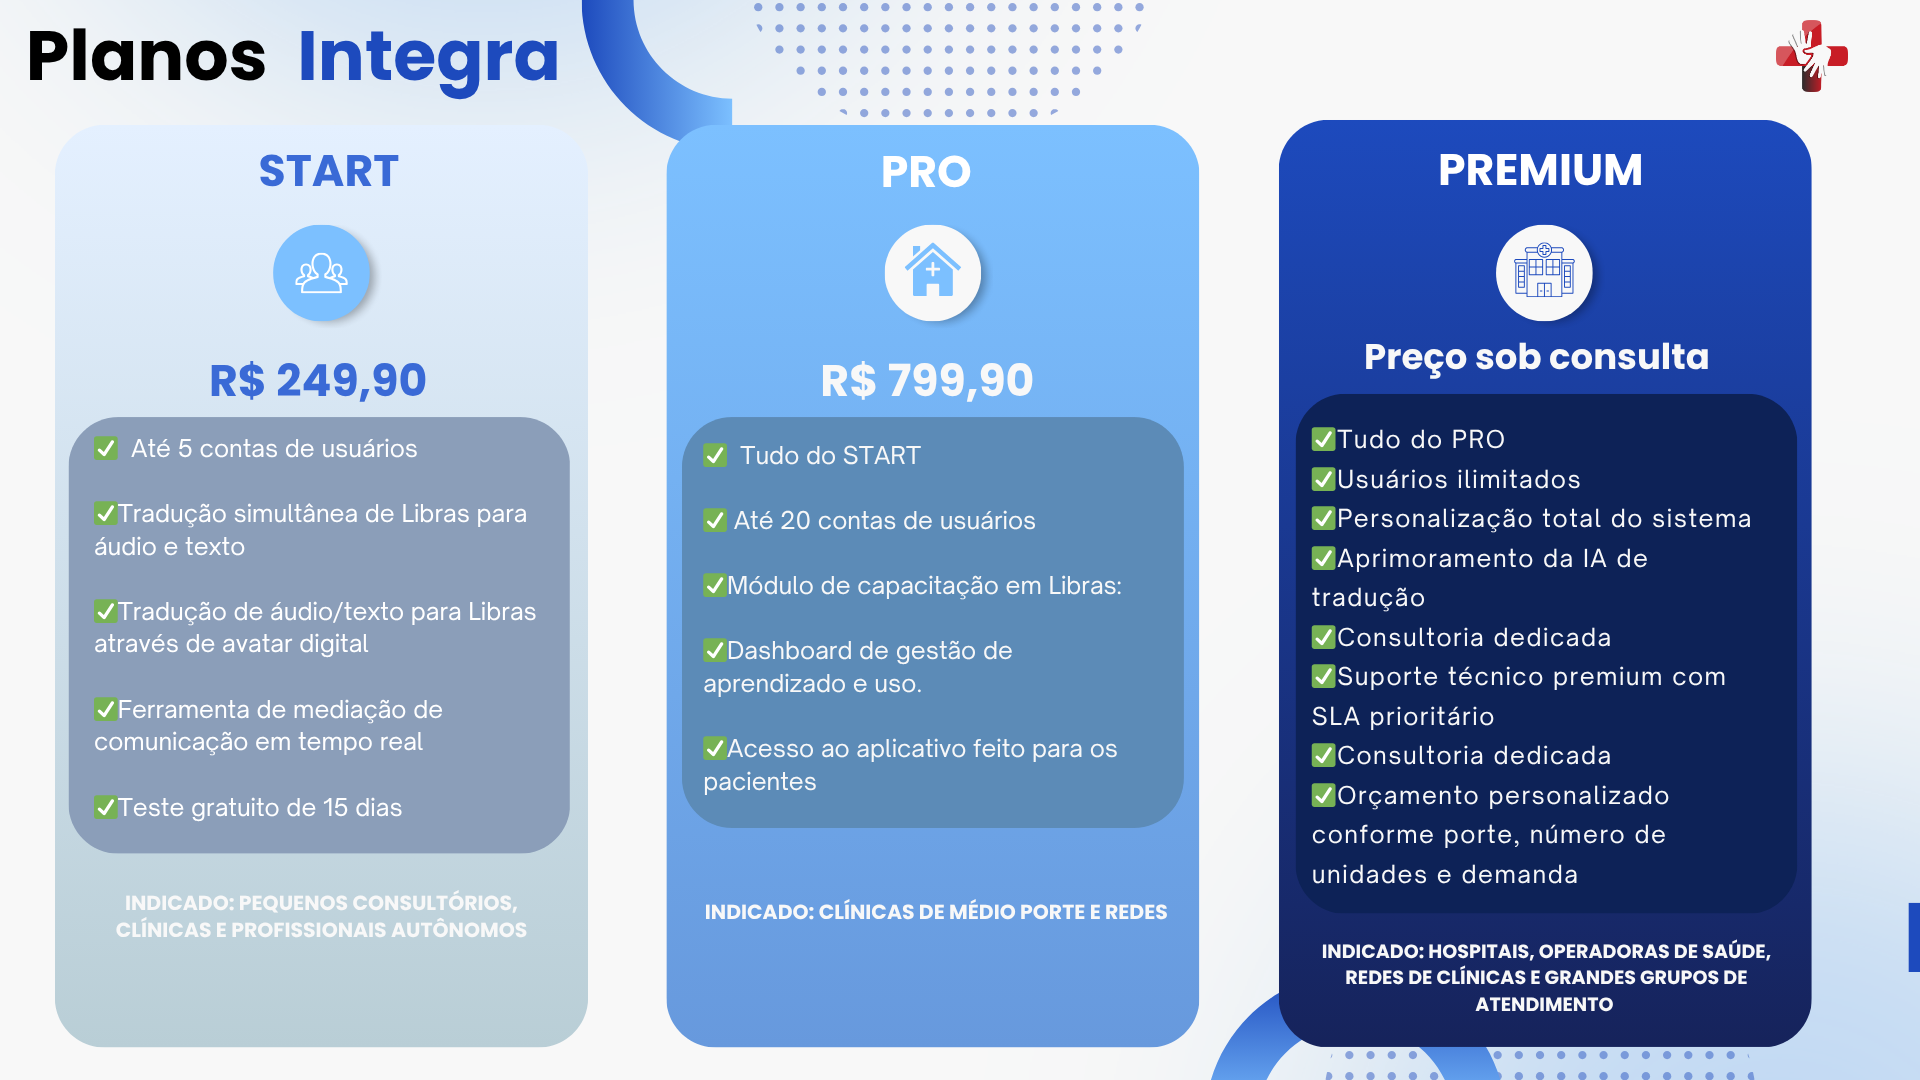 Planos Integra
START
R$ 249,90
✅ Até 5 contas de usuários
✅Tradução simultânea de Libras para
áudio e texto
✅Tradução de áudio/texto para Libras
através de avatar digital
✅Ferramenta de mediação de
comunicação em tempo real
✅Teste gratuito de 15 dias
INDICADO: PEQUENOS CONSULTÓRIOS,
CLÍNICAS E PROFISSIONAIS AUTÔNOMOS
PRO
R$ 799,90
✅ Tudo do START
✅ Até 20 contas de usuários
✅Módulo de capacitação em Libras:
✅Dashboard de gestão de
aprendizado e uso.
✅Acesso ao aplicativo feito para os
pacientes
INDICADO: CLÍNICAS DE MÉDIO PORTE E REDES
PREMIUM
Preço sob consulta
✅Tudo do PRO
✅Usuários ilimitados
✅Personalização total do sistema
✅Aprimoramento da IA de
tradução
✅Consultoria dedicada
✅Suporte técnico premium com
SLA prioritário
✅Consultoria dedicada
✅Orçamento personalizado
conforme porte, número de
unidades e demanda
INDICADO: HOSPITAIS, OPERADORAS DE SAÚDE,
REDES DE CLÍNICAS E GRANDES GRUPOS DE
ATENDIMENTO